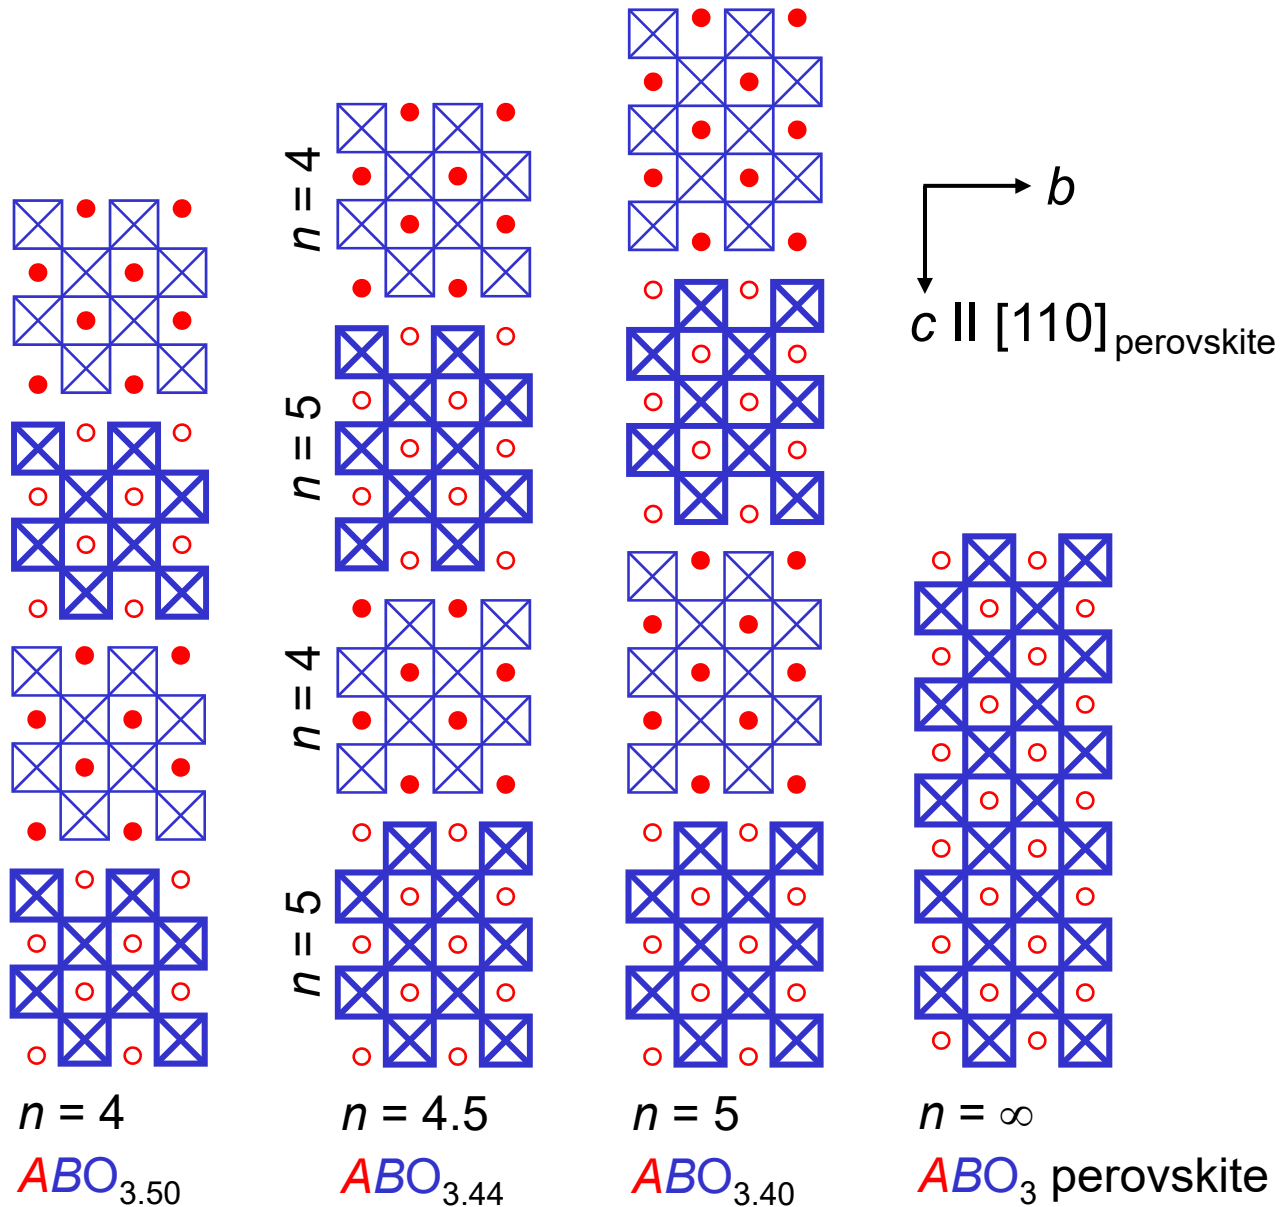 n = 4
n = 5
n = 4
n = 5
b
c II [110] perovskite
n = 4
ABO3.50
n = 4.5
ABO3.44
n = 5
ABO3.40
n = ∞
ABO3 perovskite